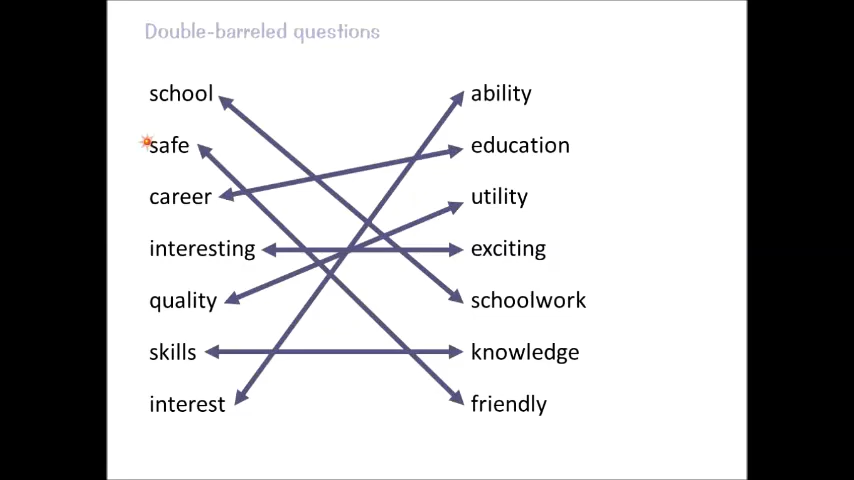 Double-barreled questions
school
ability
safe
education
career
utility
interesting
exciting
quality
schoolwork
skills
knowledge
interest
friendly